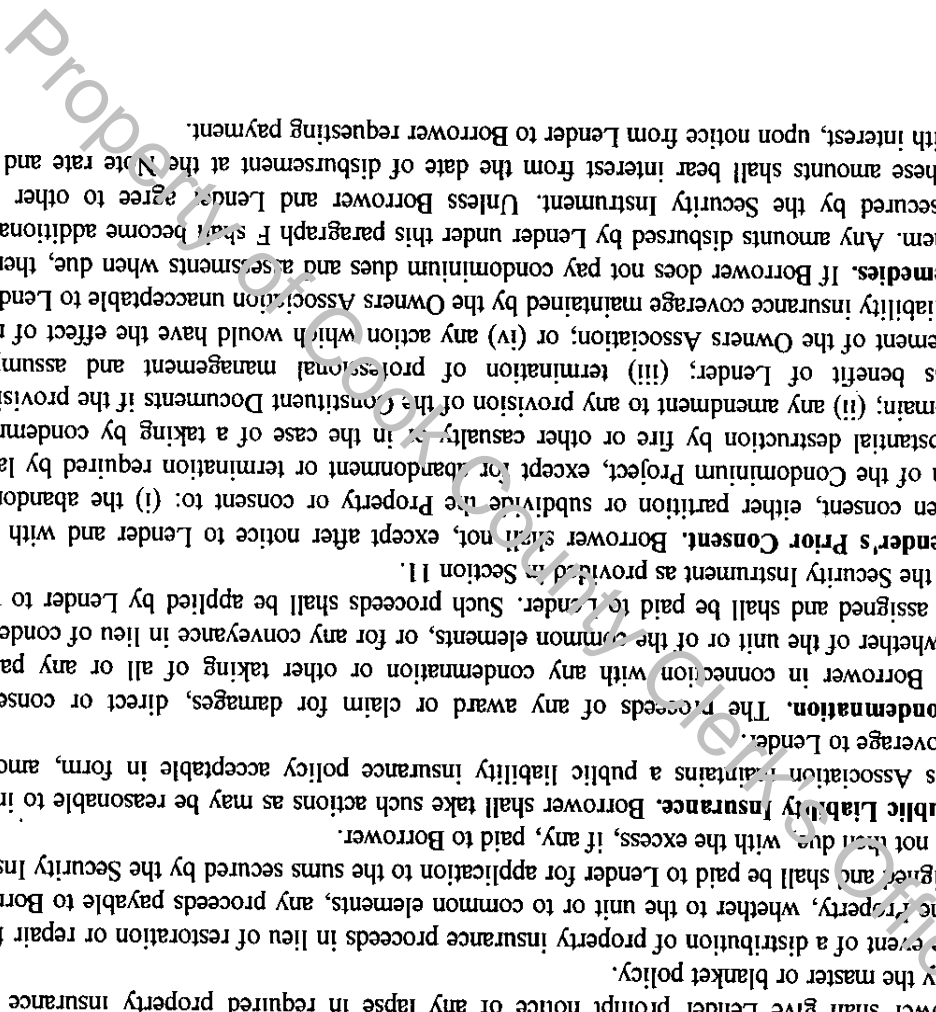 ower shall give Lender prompt notice of any lapse in required property insurance
y the master or blanket policy.
e event of a distribution of property insurance proceeds in lieu of restoration or repair f
he Property, whether to the unit or to common elements, any proceeds payable to Borr
igned and shall be paid to Lender for application to the sums secured by the Security Ins
not then due, with the excess, if any, paid to Borrower.
ublic Liability Insurance. Borrower shall take such actions as may be reasonable to in
s Association maintains a public liability insurance policy acceptable in form, amo
overage to Lender.
ondemnation. The proceeds of any award or claim for damages, direct or conse
Borrower in connection with any condemnation or other taking of all or any pa
whether of the unit or of the common elements, or for any conveyance in lieu of conde
assigned and shall be paid to Lender. Such proceeds shall be applied by Lender to
the Security Instrument as provided in Section 11.
ender's Prior Consent. Borrower shall not, except after notice to Lender and with
en consent, either partition or subdivide the Property or consent to: (i) the abandon
n of the Condominium Project, except for abandonment or termination required by la
bstantial destruction by fire or other casualty or in the case of a taking by condemn
main; (ii) any amendment to any provision of the Constituent Documents if the provisi
s benefit of Lender; (iii) termination of professional management and assum
ement of the Owners Association; or (iv) any action which would have the effect of r
iability insurance coverage maintained by the Owners Association unacceptable to Lend
emedies. If Borrower does not pay condominium dues and assessments when due, then
em. Any amounts disbursed by Lender under this paragraph F shall become additiona
secured by the Security Instrument. Unless Borrower and Lender agree to other
hese amounts shall bear interest from the date of disbursement at the Note rate and
ith interest, upon notice from Lender to Borrower requesting payment.
Property of Cook County Clerk's Offic